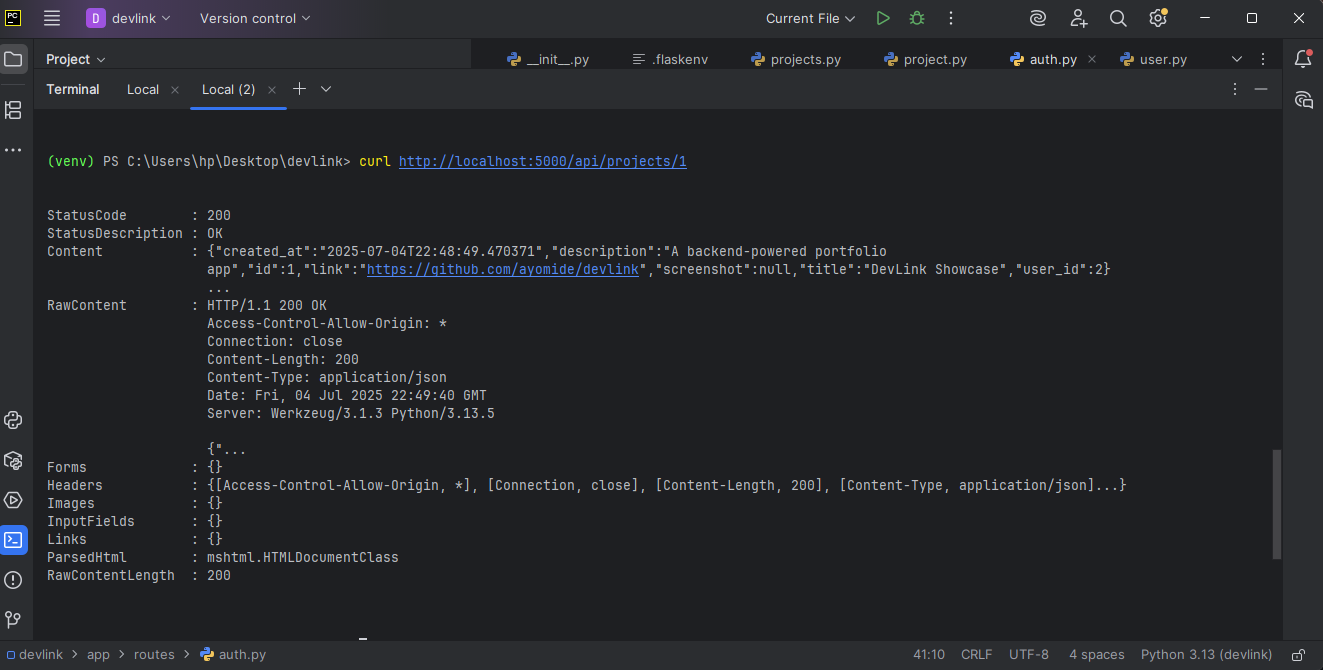 PC D devlink Version control Current File
Project __init__.py .flaskenv projects.py project.py auth.py user.py
Terminal Local Local (2)
(venv) PS C:\Users\hp\Desktop\devlink> curl http://localhost:5000/api/projects/1
StatusCode : 200
StatusDescription : OK
Content : {"created_at":"2025-07-04T22:48:49.470371","description":"A backend-powered portfolio
app","id":1,"link":"https://github.com/ayomide/devlink","screenshot":null,"title":"DevLink Showcase","user_id":2}
...
RawContent : HTTP/1.1 200 OK
Access-Control-Allow-Origin: *
Connection: close
Content-Length: 200
Content-Type: application/json
Date: Fri, 04 Jul 2025 22:49:40 GMT
Server: Werkzeug/3.1.3 Python/3.13.5
{"...
Forms : {}
Headers : {[Access-Control-Allow-Origin, *], [Connection, close], [Content-Length, 200], [Content-Type, application/json]...}
Images : {}
InputFields : {}
Links : {}
ParsedHtml : mshtml.HTMLDocumentClass
RawContentLength : 200
devlink > app > routes > auth.py 41:10 CRLF UTF-8 4 spaces Python 3.13 (devlink)